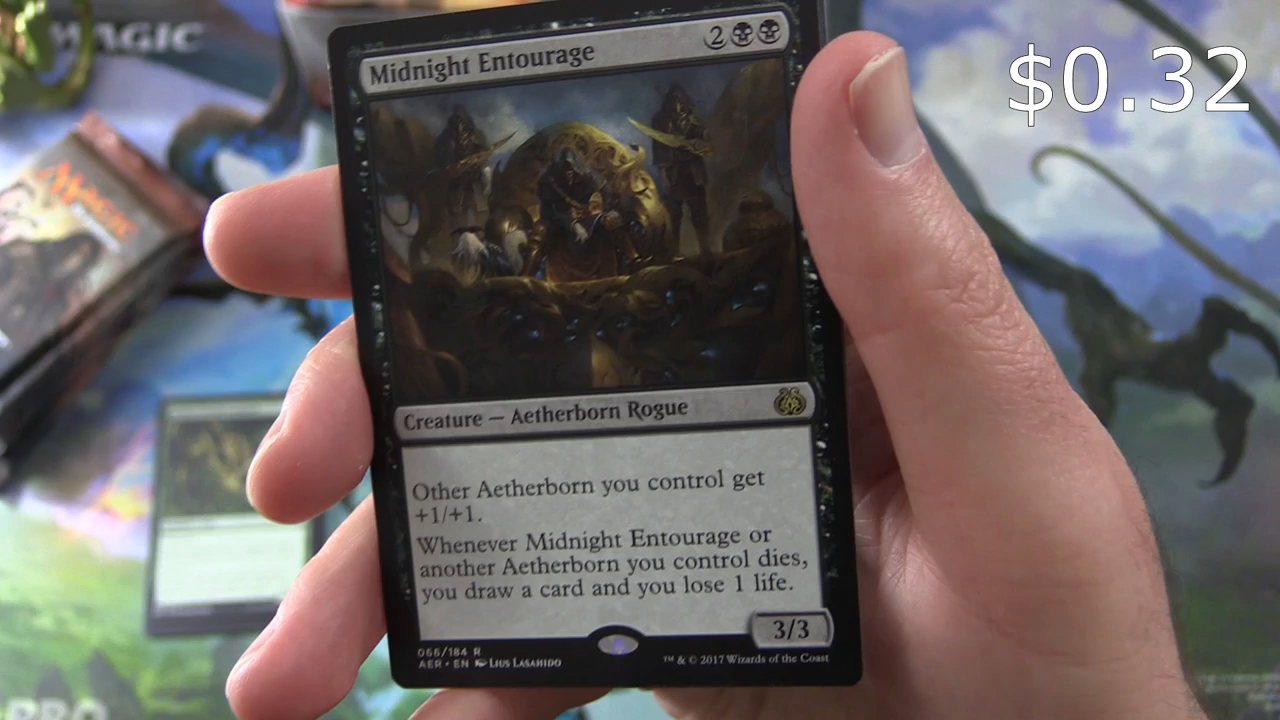 MAGIC
$0.32
Midnight Entourage
2
MAGIC
Creature — Aetherborn Rogue
Other Aetherborn you control get
+1/+1.
Whenever Midnight Entourage or
another Aetherborn you control dies,
you draw a card and you lose 1 life.
3/3
066/184 R
AER • EN Lius Lasahido
™ & © 2017 Wizards of the Coast
PRO